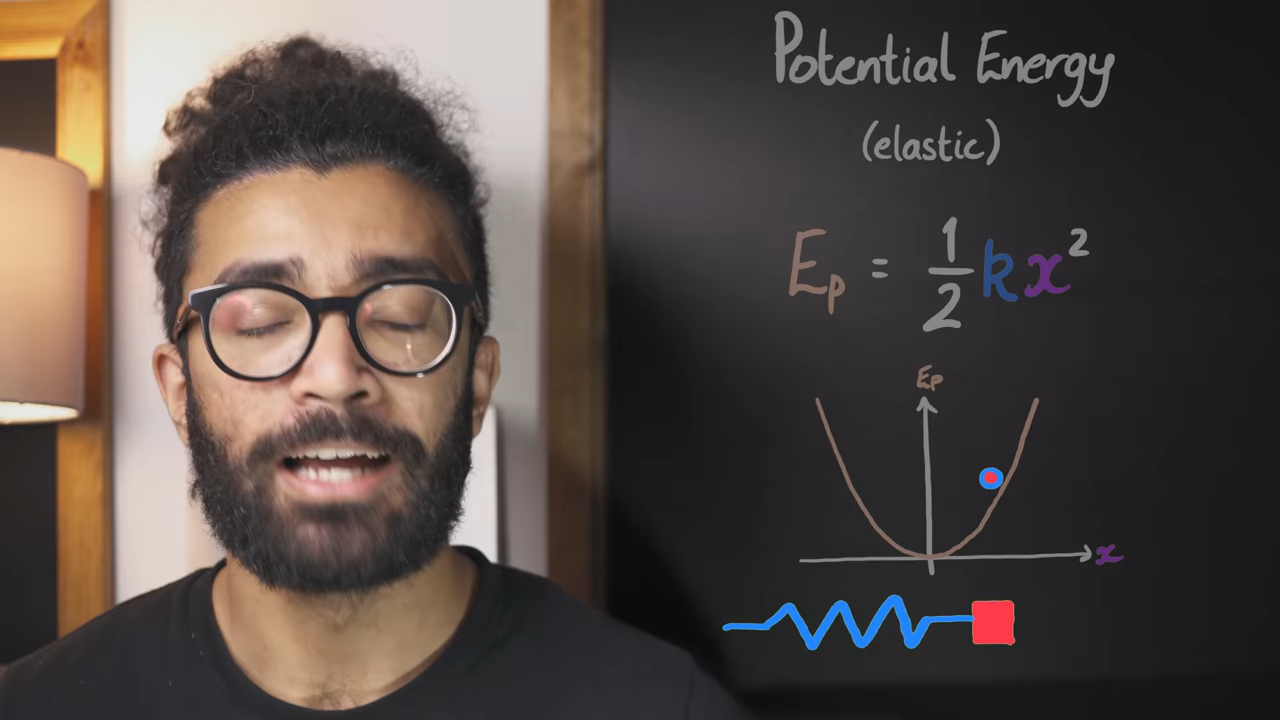 Potential Energy
(elastic)
Eₚ = 1/2 kx²
Eₚ
x